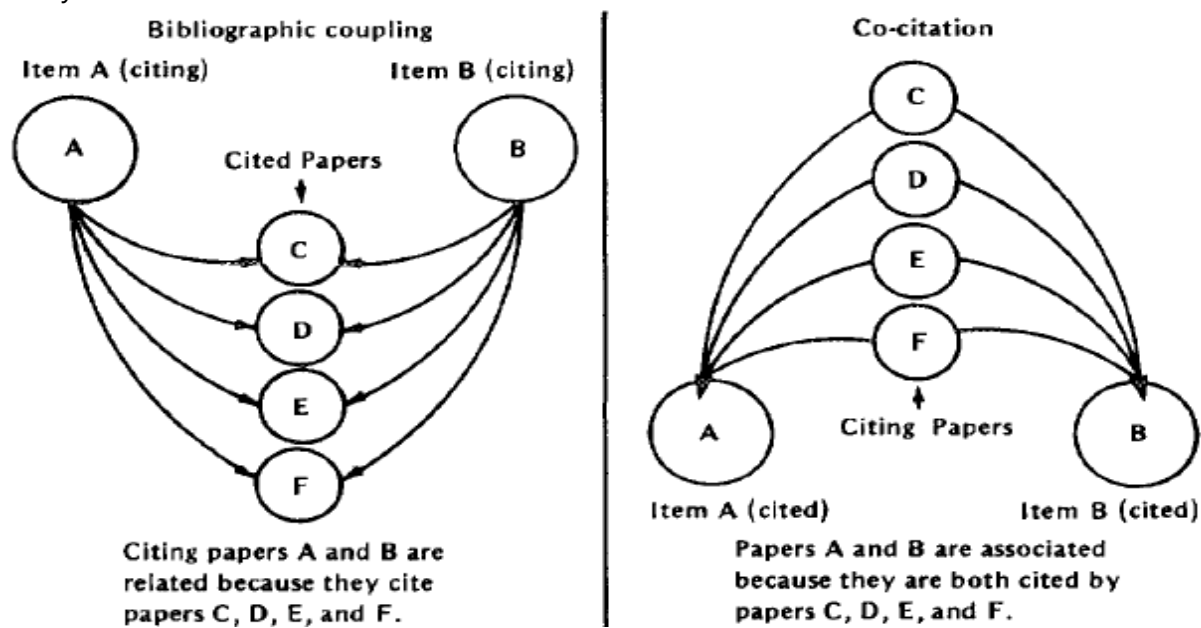 Bibliographic coupling
Item A (citing)
Item B (citing)
A
B
Cited Papers
C
D
E
F
Citing papers A and B are
related because they cite
papers C, D, E, and F.
Co-citation
C
D
E
F
A
Citing Papers
B
Item A (cited)
Item B (cited)
Papers A and B are associated
because they are both cited by
papers C, D, E, and F.